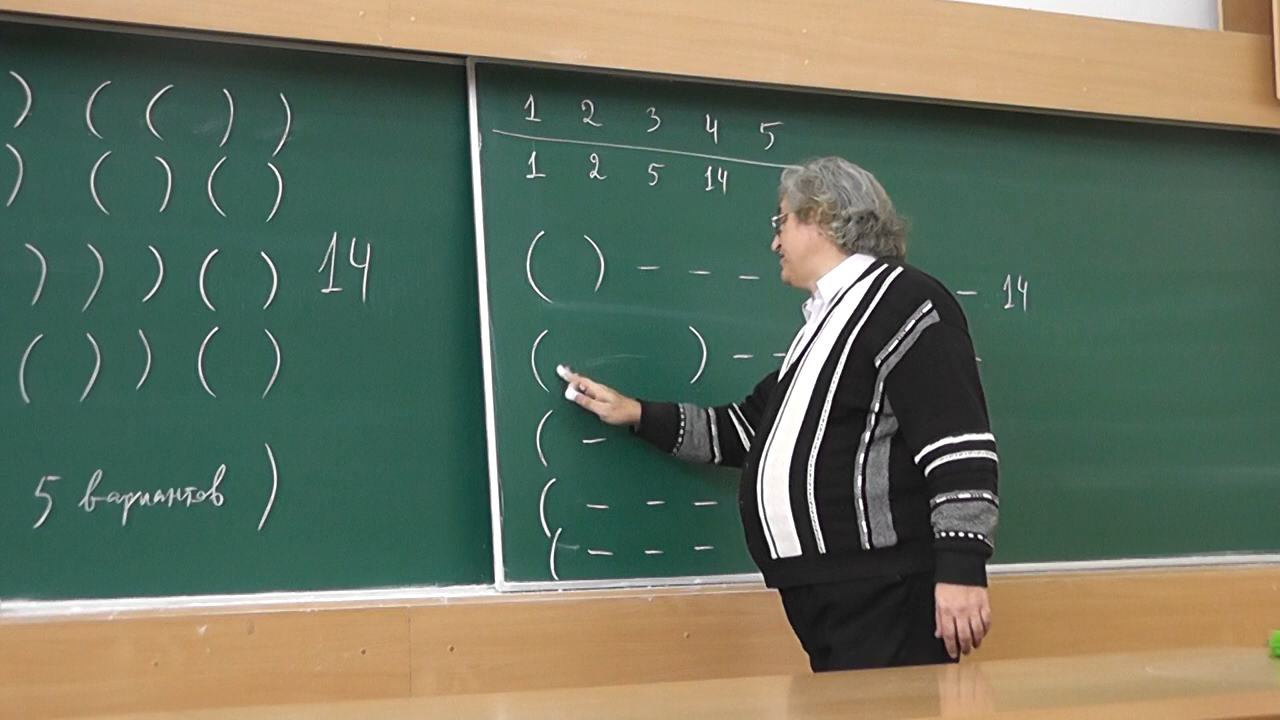 ) ( ( ) )
) ( ) ( )
) ) ) ( ) 14
( ) ) ( )
5 вариантов )
1 2 3 4 5
1 2 5 14
( ) – – – – 14
( ) – – –
( –
( – – –
( – – –